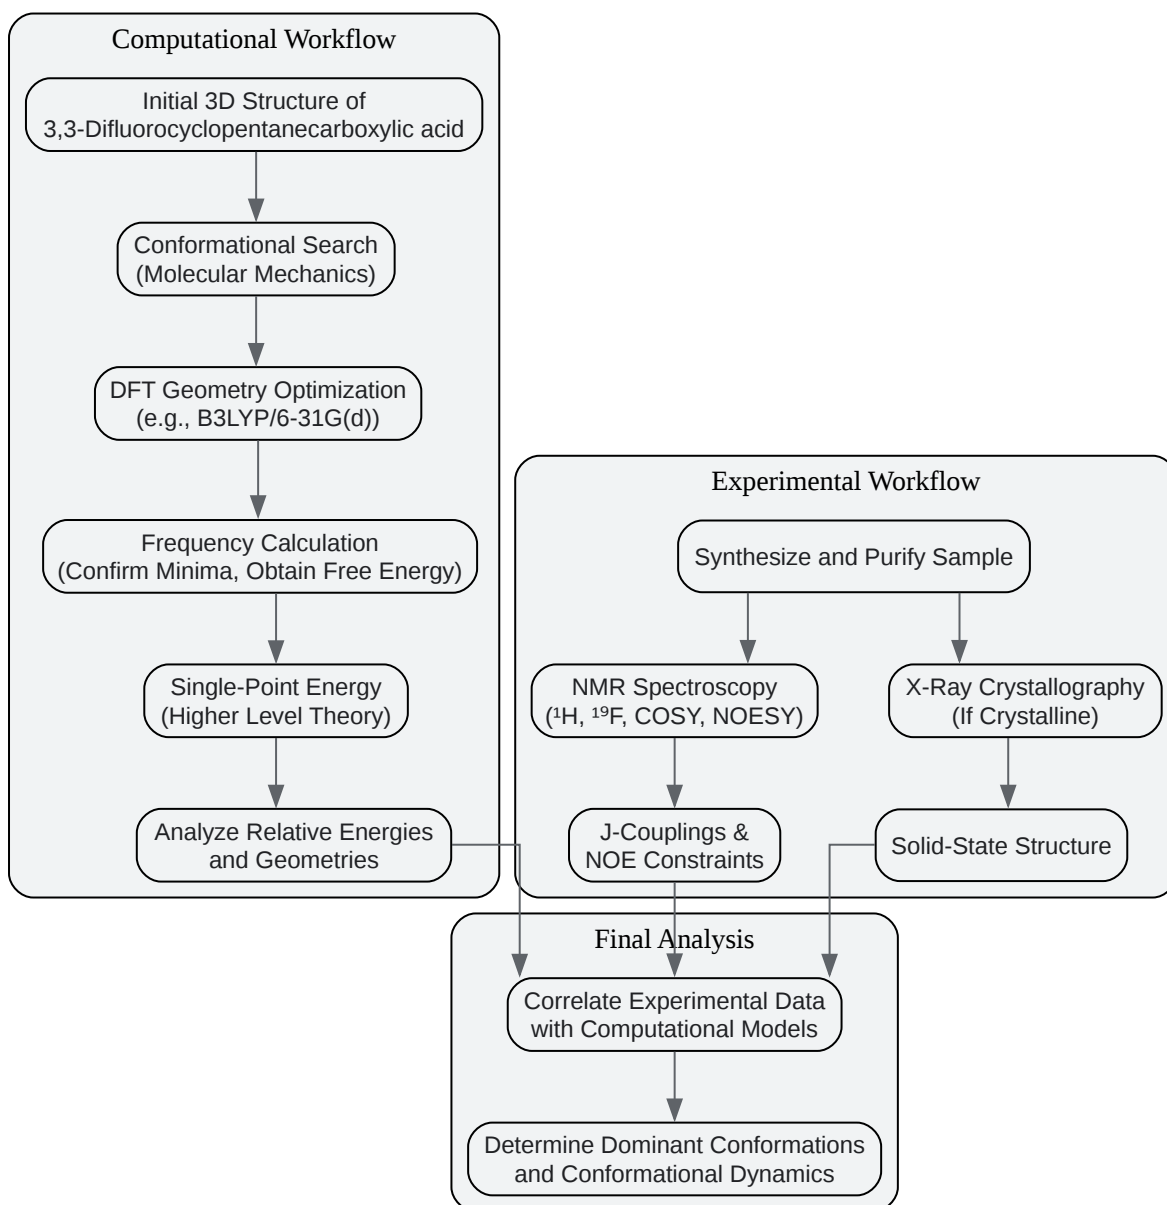 Computational Workflow
Initial 3D Structure of
3,3-Difluorocyclopentanecarboxylic acid
Conformational Search
(Molecular Mechanics)
DFT Geometry Optimization
(e.g., B3LYP/6-31G(d))
Frequency Calculation
(Confirm Minima, Obtain Free Energy)
Single-Point Energy
(Higher Level Theory)
Analyze Relative Energies
and Geometries
Experimental Workflow
Synthesize and Purify Sample
NMR Spectroscopy
(¹H, ¹⁹F, COSY, NOESY)
X-Ray Crystallography
(If Crystalline)
J-Couplings &
NOE Constraints
Solid-State Structure
Final Analysis
Correlate Experimental Data
with Computational Models
Determine Dominant Conformations
and Conformational Dynamics